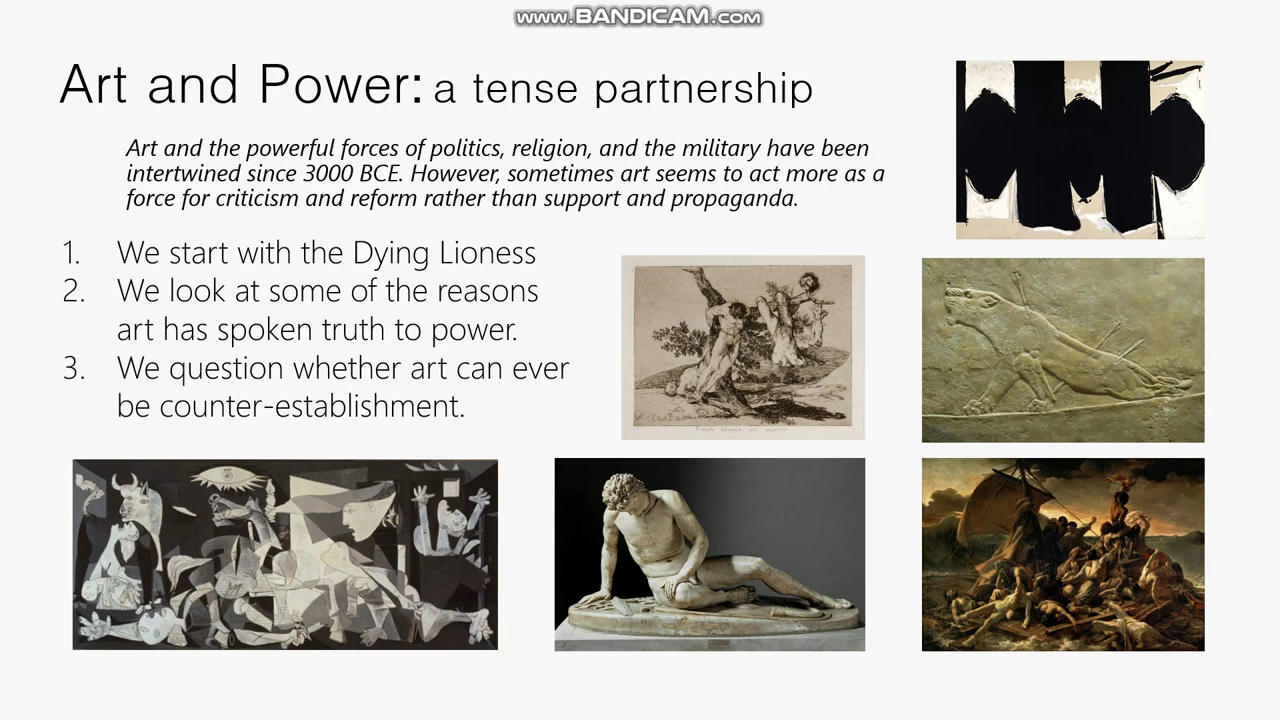 www.BANDICAM.com
Art and Power: a tense partnership
Art and the powerful forces of politics, religion, and the military have been
intertwined since 3000 BCE. However, sometimes art seems to act more as a
force for criticism and reform rather than support and propaganda.
1. We start with the Dying Lioness
2. We look at some of the reasons
art has spoken truth to power.
3. We question whether art can ever
be counter-establishment.